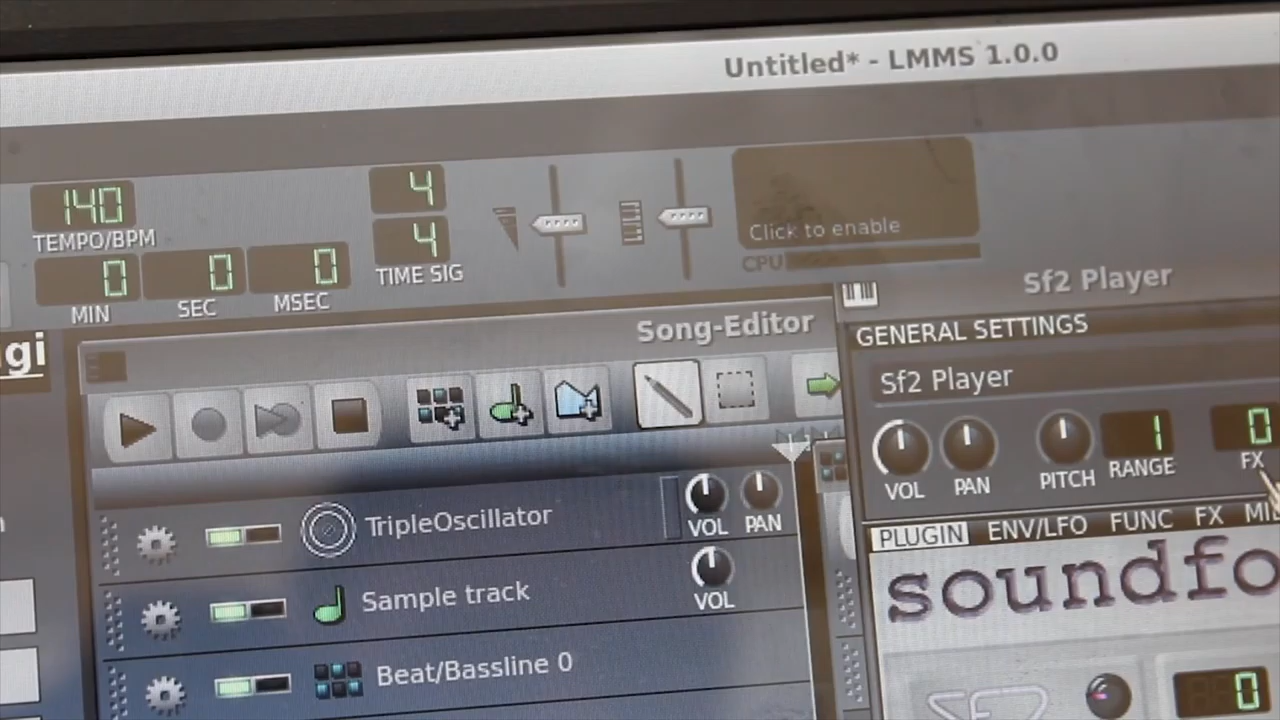 Untitled* - LMMS 1.0.0
140
TEMPO/BPM
4
4
TIME SIG
0 0 0
MIN SEC MSEC
Click to enable
CPU
Sf2 Player
GENERAL SETTINGS
Sf2 Player
VOL PAN PITCH RANGE FX
1 0
PLUGIN ENV/LFO FUNC FX
soundfo
0
gi
Song-Editor
TripleOscillator
VOL PAN
Sample track
VOL
Beat/Bassline 0